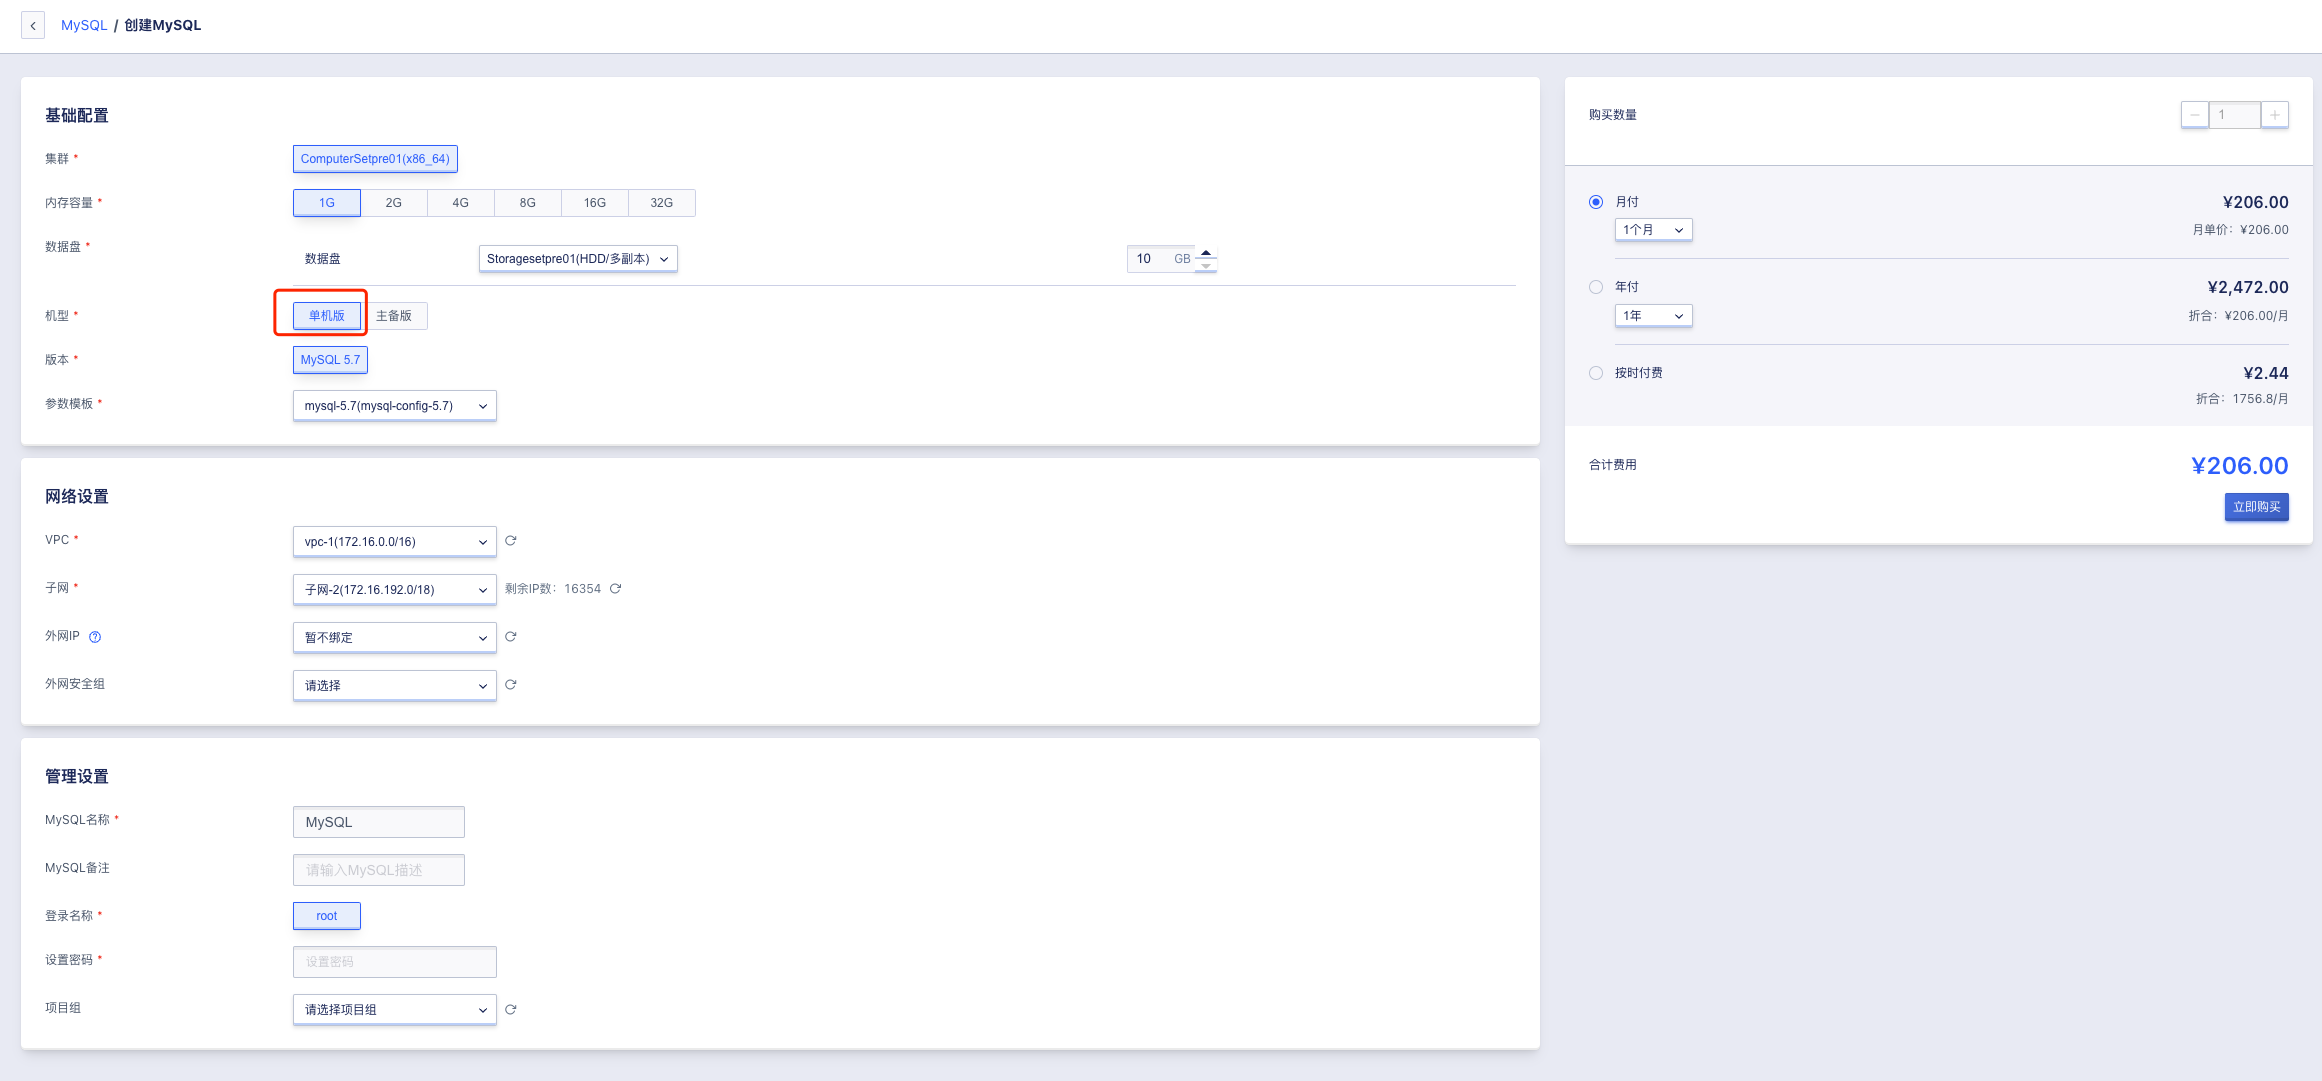 MySQL / 创建MySQL
基础配置
集群 *
ComputerSetpre01(x86_64)
内存容量 *
1G 2G 4G 8G 16G 32G
数据盘 *
数据盘 Storagesetpre01(HDD/多副本) 10 GB
机型 *
单机版 主备版
版本 *
MySQL 5.7
参数模板 *
mysql-5.7(mysql-config-5.7)
网络设置
VPC *
vpc-1(172.16.0.0/16)
子网 *
子网-2(172.16.192.0/18) 剩余IP数：16354
外网IP
暂不绑定
外网安全组
请选择
管理设置
MySQL名称 *
MySQL
MySQL备注
请输入MySQL描述
登录名称 *
root
设置密码 *
设置密码
项目组
请选择项目组
购买数量
1
月付 ¥206.00
1个月 月单价：¥206.00
年付 ¥2,472.00
1年 折合：¥206.00/月
按时付费 ¥2.44
折合：1756.8/月
合计费用 ¥206.00
立即购买